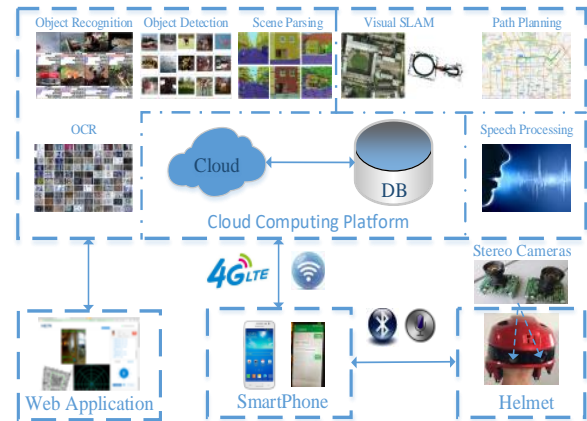 Object Recognition
Object Detection
Scene Parsing
Visual SLAM
Path Planning
OCR
Cloud
DB
Speech Processing
Cloud Computing Platform
4G LTE
Stereo Cameras
Web Application
SmartPhone
Helmet